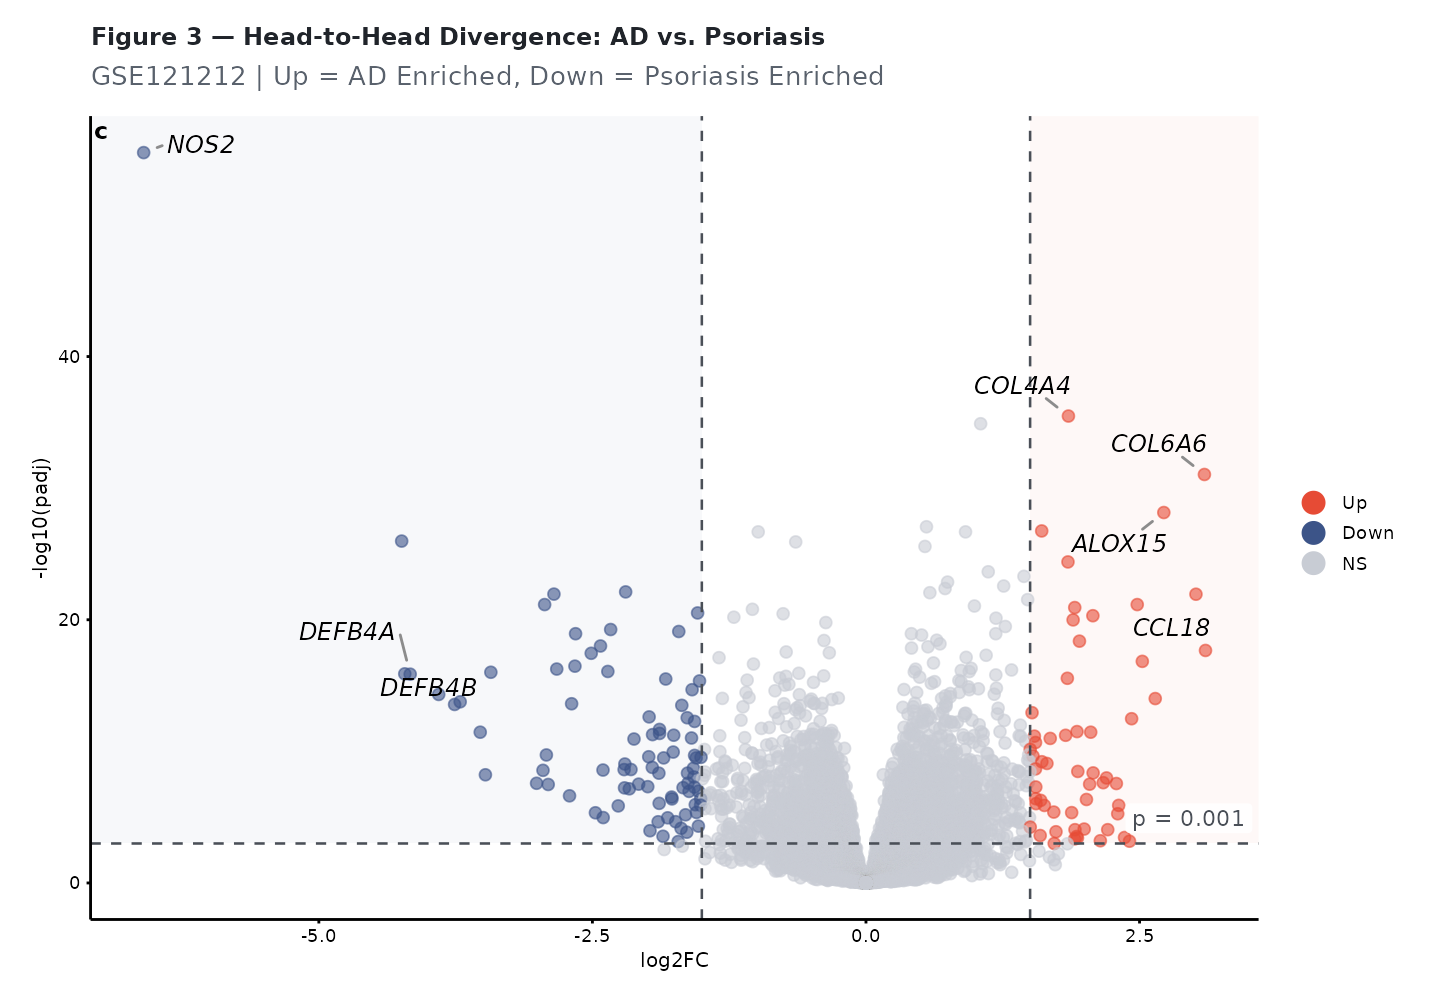 Figure 3 — Head-to-Head Divergence: AD vs. Psoriasis
GSE121212 | Up = AD Enriched, Down = Psoriasis Enriched
c
NOS2
COL4A4
COL6A6
ALOX15
CCL18
DEFB4A
DEFB4B
p = 0.001
40
20
0
-log10(padj)
-5.0
-2.5
0.0
2.5
log2FC
Up
Down
NS